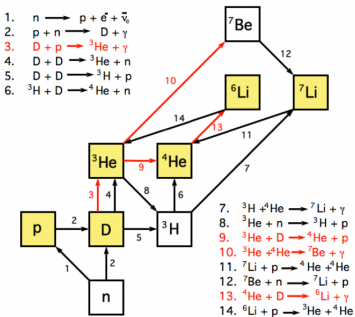 1. n → p + e⁻ + ν̄₀
2. p + n → D + γ
3. D + p → ³He + γ
4. D + D → ³He + n
5. D + D → ³H + p
6. ³H + D → ⁴He + n
⁷Be
12
10
⁶Li
⁷Li
14
13
11
³He
9
⁴He
3
4
8
6
7
p
2
D
5
³H
1
2
n
7. ³H + ⁴He → ⁷Li + γ
8. ³He + n → ³H + p
9. ³He + D → ⁴He + p
10. ³He + ⁴He → ⁷Be + γ
11. ⁷Li + p → ⁴He + ⁴He
12. ⁷Be + n → ⁷Li + p
13. ⁴He + D → ⁶Li + γ
14. ⁶Li + p → ³He + ⁴He